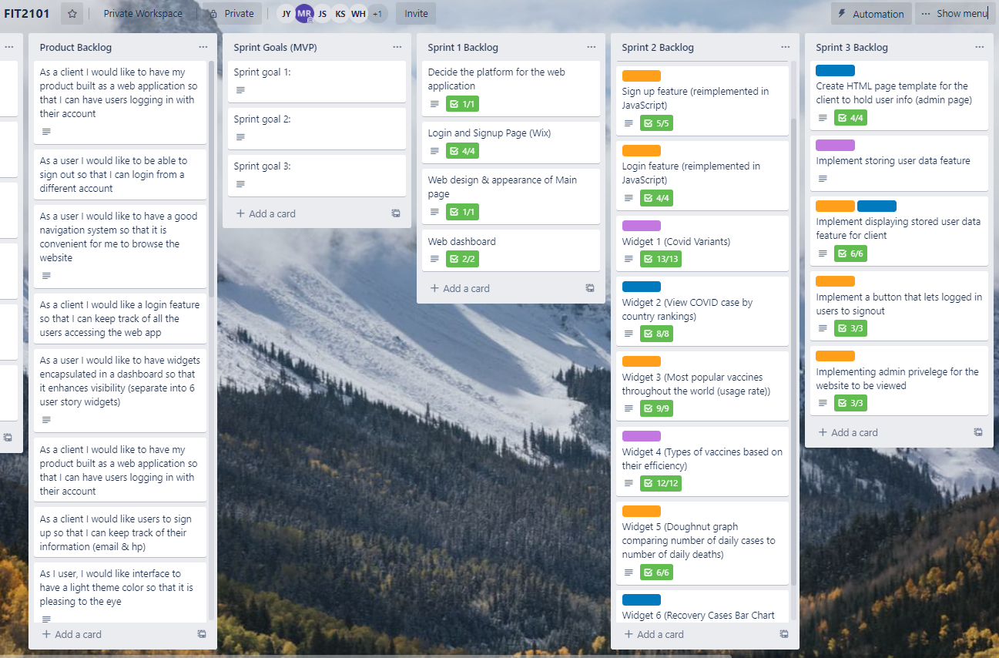 FIT2101
Private Workspace
Private
JY
MR
JS
KS
WH
+1
Invite
Automation
Show menu
Product Backlog
As a client I would like to have my
product built as a web application so
that I can have users logging in with
their account
As a user I would like to be able to
sign out so that I can login from a
different account
As a user I would like to have a good
navigation system so that it is
convenient for me to browse the
website
As a client I would like a login feature
so that I can keep track of all the
users accessing the web app
As a user I would like to have widgets
encapsulated in a dashboard so that
it enhances visibility (separate into 6
user story widgets)
As a client I would like to have my
product built as a web application so
that I can have users logging in with
their account
As a client I would like users to sign
up so that I can keep track of their
information (email & hp)
As I user, I would like interface to
have a light theme color so that it is
pleasing to the eye
+ Add a card
Sprint Goals (MVP)
Sprint goal 1:
Sprint goal 2:
Sprint goal 3:
+ Add a card
Sprint 1 Backlog
Decide the platform for the web
application
1/1
Login and Signup Page (Wix)
4/4
Web design & appearance of Main
page
1/1
Web dashboard
2/2
+ Add a card
Sprint 2 Backlog
Sign up feature (reimplemented in
JavaScript)
5/5
Login feature (reimplemented in
JavaScript)
4/4
Widget 1 (Covid Variants)
13/13
Widget 2 (View COVID case by
country rankings)
8/8
Widget 3 (Most popular vaccines
throughout the world (usage rate))
9/9
Widget 4 (Types of vaccines based on
their efficiency)
12/12
Widget 5 (Doughnut graph
comparing number of daily cases to
number of daily deaths)
6/6
Widget 6 (Recovery Cases Bar Chart
+ Add a card
Sprint 3 Backlog
Create HTML page template for the
client to hold user info (admin page)
4/4
Implement storing user data feature
Implement displaying stored user data
feature for client
6/6
Implement a button that lets logged in
users to signout
3/3
Implementing admin privelege for the
website to be viewed
3/3
+ Add a card